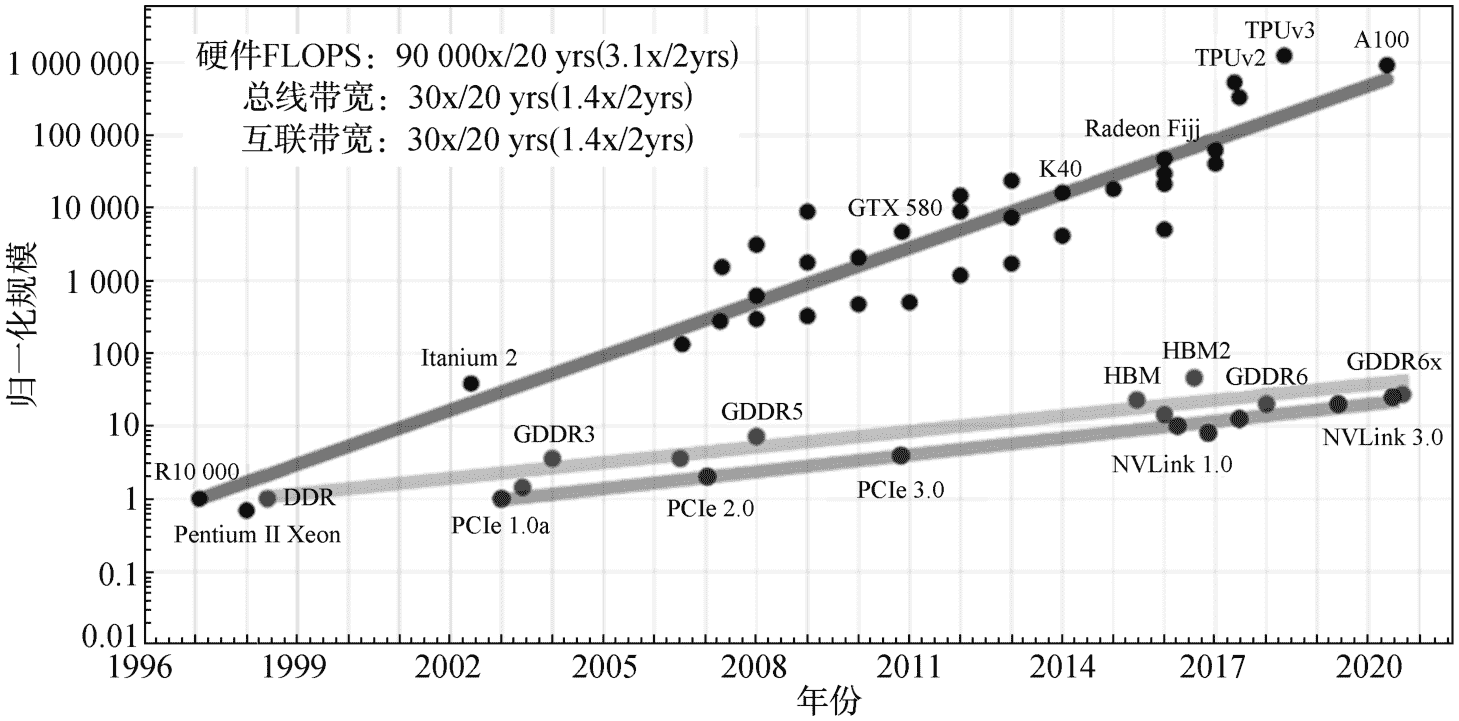 硬件FLOPS：90 000x/20 yrs(3.1x/2yrs)
总线带宽：30x/20 yrs(1.4x/2yrs)
互联带宽：30x/20 yrs(1.4x/2yrs)
TPUv3
TPUv2
A100
Radeon Fijj
K40
GTX 580
Itanium 2
R10 000
Pentium II Xeon
DDR
GDDR3
GDDR5
HBM2
HBM
GDDR6
GDDR6x
PCIe 1.0a
PCIe 2.0
PCIe 3.0
NVLink 1.0
NVLink 3.0
归一化规模
1 000 000
100 000
10 000
1 000
100
10
1
0.1
0.01
1996
1999
2002
2005
2008
2011
2014
2017
2020
年份